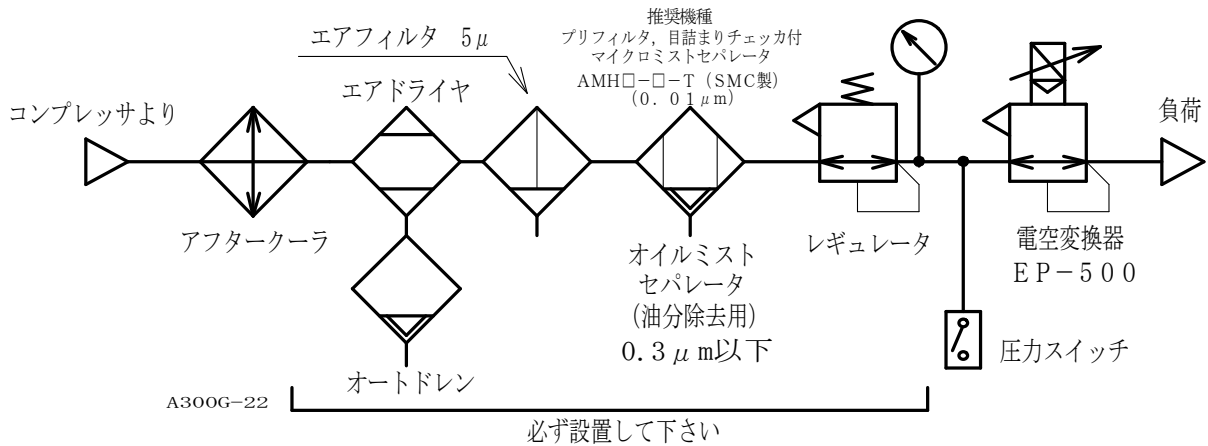 推奨機種
プリフィルタ，目詰まりチェッカ付
マイクロミストセパレータ
AMH□−□−T（SMC製）
(0．01μm)
エアフィルタ　5μ
エアドライヤ
コンプレッサより
負荷
アフタークーラ
オイルミスト
セパレータ
(油分除去用)
0.3μm以下
レギュレータ
電空変換器
EP−500
圧力スイッチ
オートドレン
A300G−22
必ず設置して下さい